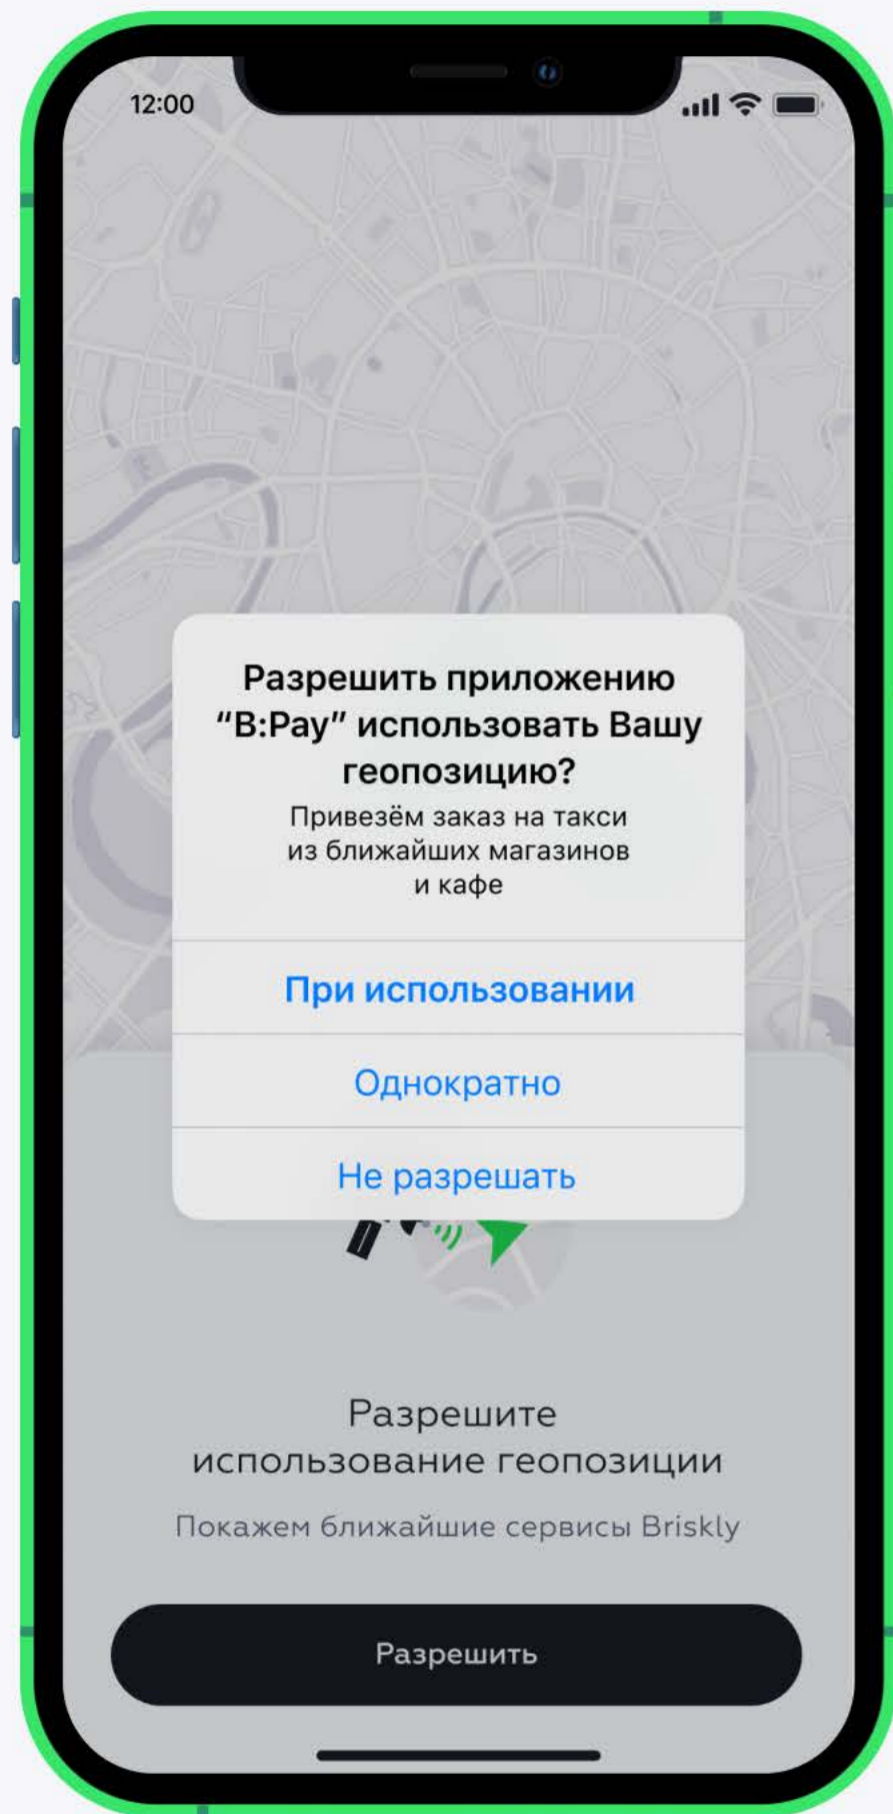 12:00
Разрешить приложению
“B:Pay” использовать Вашу
геопозицию?
Привезём заказ на такси
из ближайших магазинов
и кафе
При использовании
Однократно
Не разрешать
Разрешите
использование геопозиции
Покажем ближайшие сервисы Briskly
Разрешить